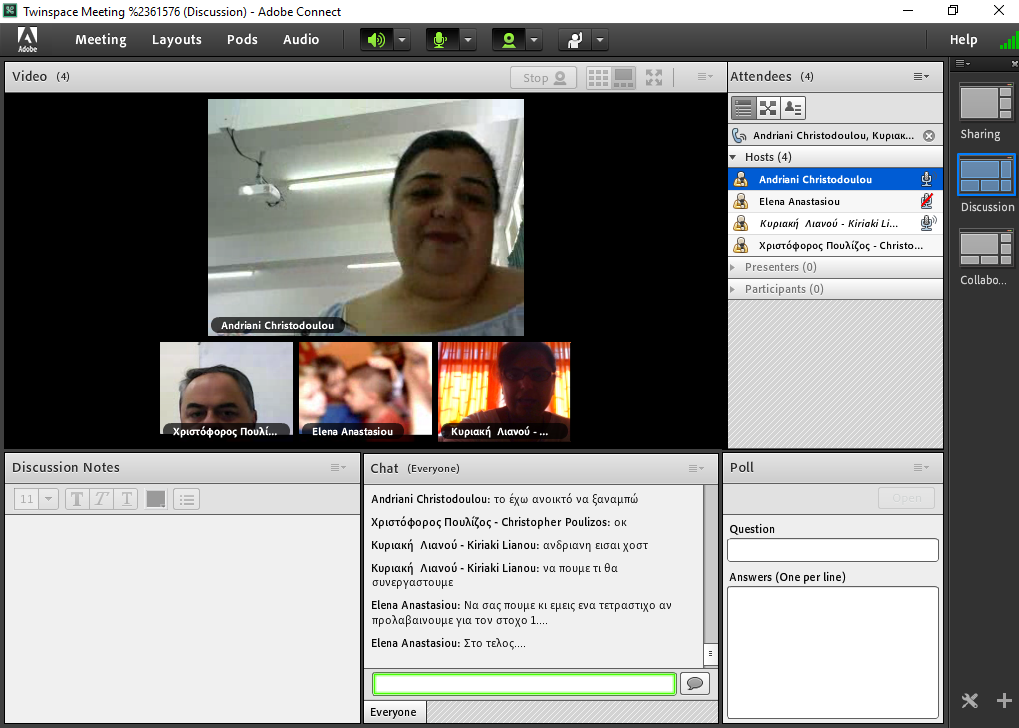 Twinspace Meeting %2361576 (Discussion) - Adobe Connect
Adobe
Meeting Layouts Pods Audio Help
Video (4)
Stop
Andriani Christodoulou
Χριστόφορος Πουλί...
Elena Anastasiou
Κυριακή Λιανού - ...
Attendees (4)
Andriani Christodoulou, Κυριακ...
Hosts (4)
Andriani Christodoulou
Elena Anastasiou
Κυριακή Λιανού - Kiriaki Li...
Χριστόφορος Πουλίζος - Christo...
Presenters (0)
Participants (0)
Sharing
Discussion
Collabo...
Discussion Notes
11
T T T
Chat (Everyone)
Andriani Christodoulou: το έχω ανοικτό να ξαναμπώ
Χριστόφορος Πουλίζος - Christopher Poulizos: οκ
Κυριακή Λιανού - Kiriaki Lianou: ανδριανη εισαι χοστ
Κυριακή Λιανού - Kiriaki Lianou: να πουμε τι θα
συνεργαστουμε
Elena Anastasiou: Να σας πουμε κι εμεις ενα τετραστιχο αν
προλαβαινουμε για τον στοχο 1....
Elena Anastasiou: Στο τελος....
Everyone
Poll
Open
Question
Answers (One per line)